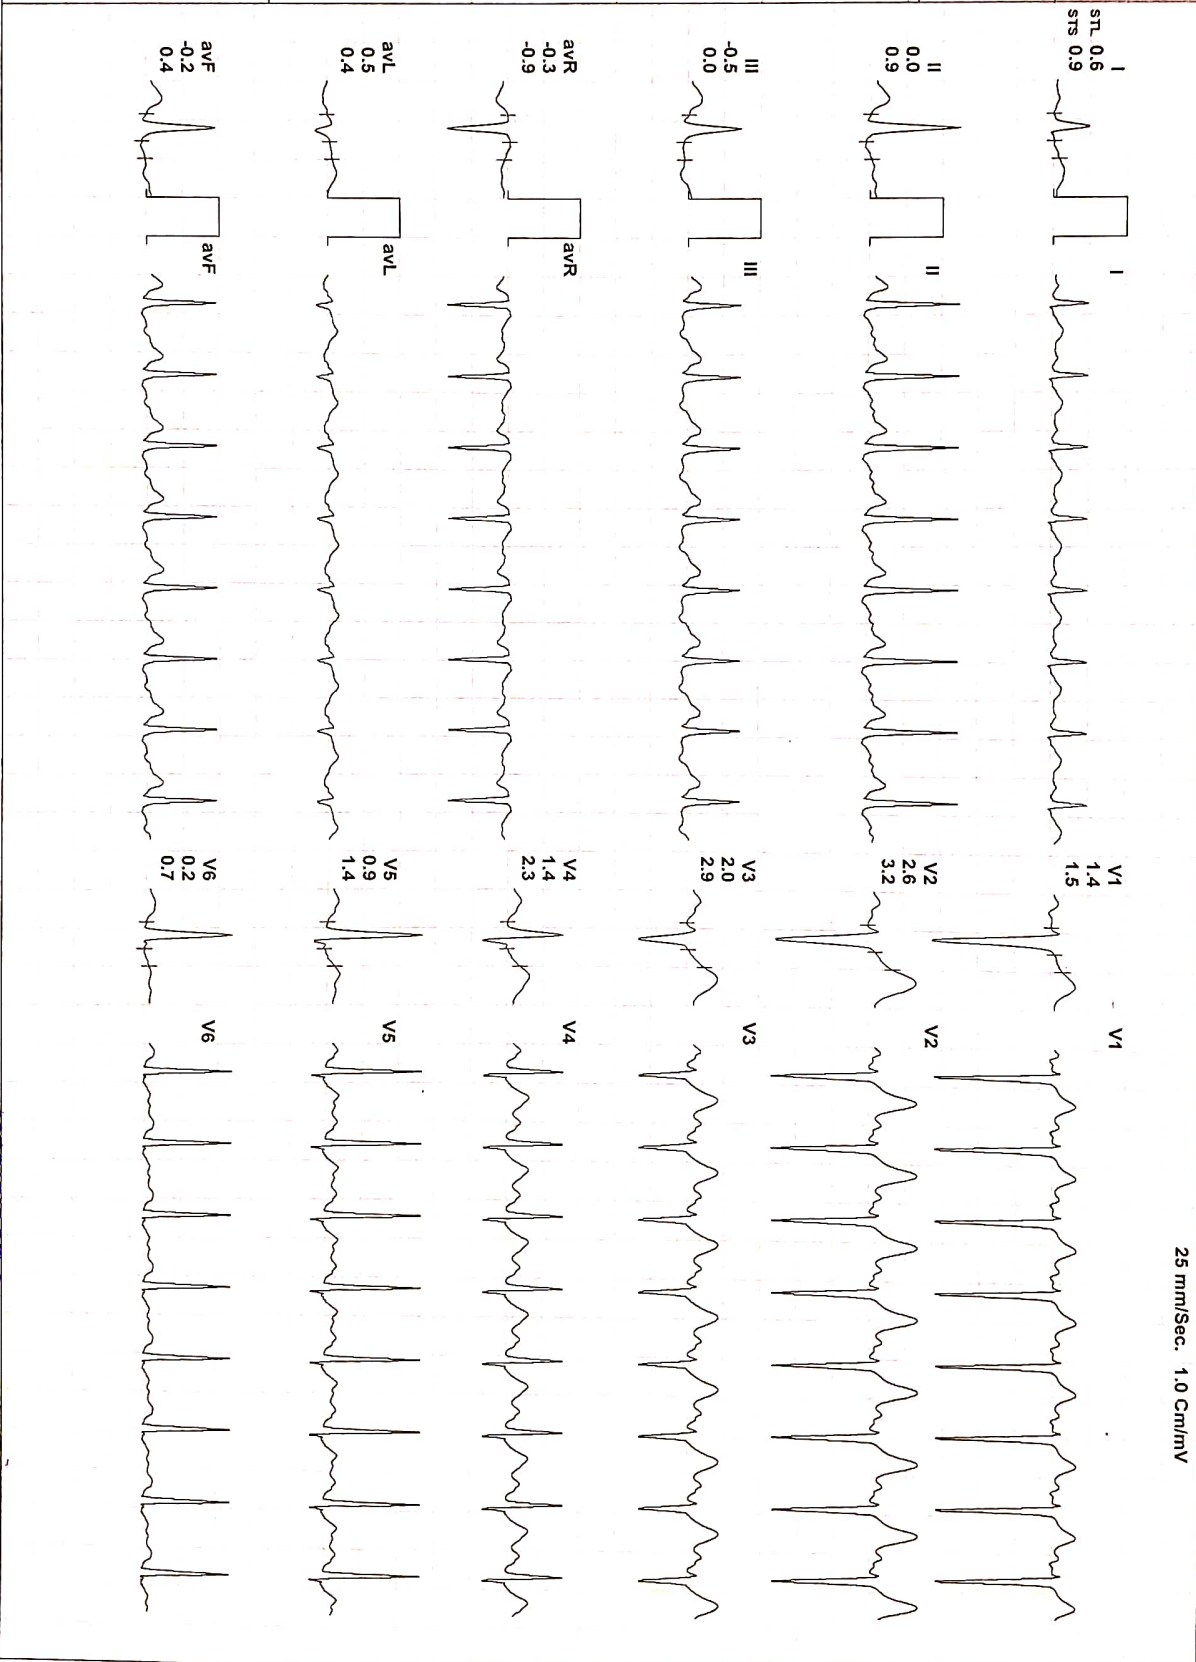 25 mm/Sec. 1.0 Cm/mV
I
STL 0.6
STS 0.9
I
V1
1.4
1.5
V1
II
0.0
0.9
II
V2
2.6
3.2
V2
III
-0.5
0.0
III
V3
2.0
2.9
V3
avR
-0.3
-0.9
avR
V4
1.4
2.3
V4
avL
0.5
0.4
avL
V5
0.9
1.4
V5
avF
-0.2
0.4
avF
V6
0.2
0.7
V6